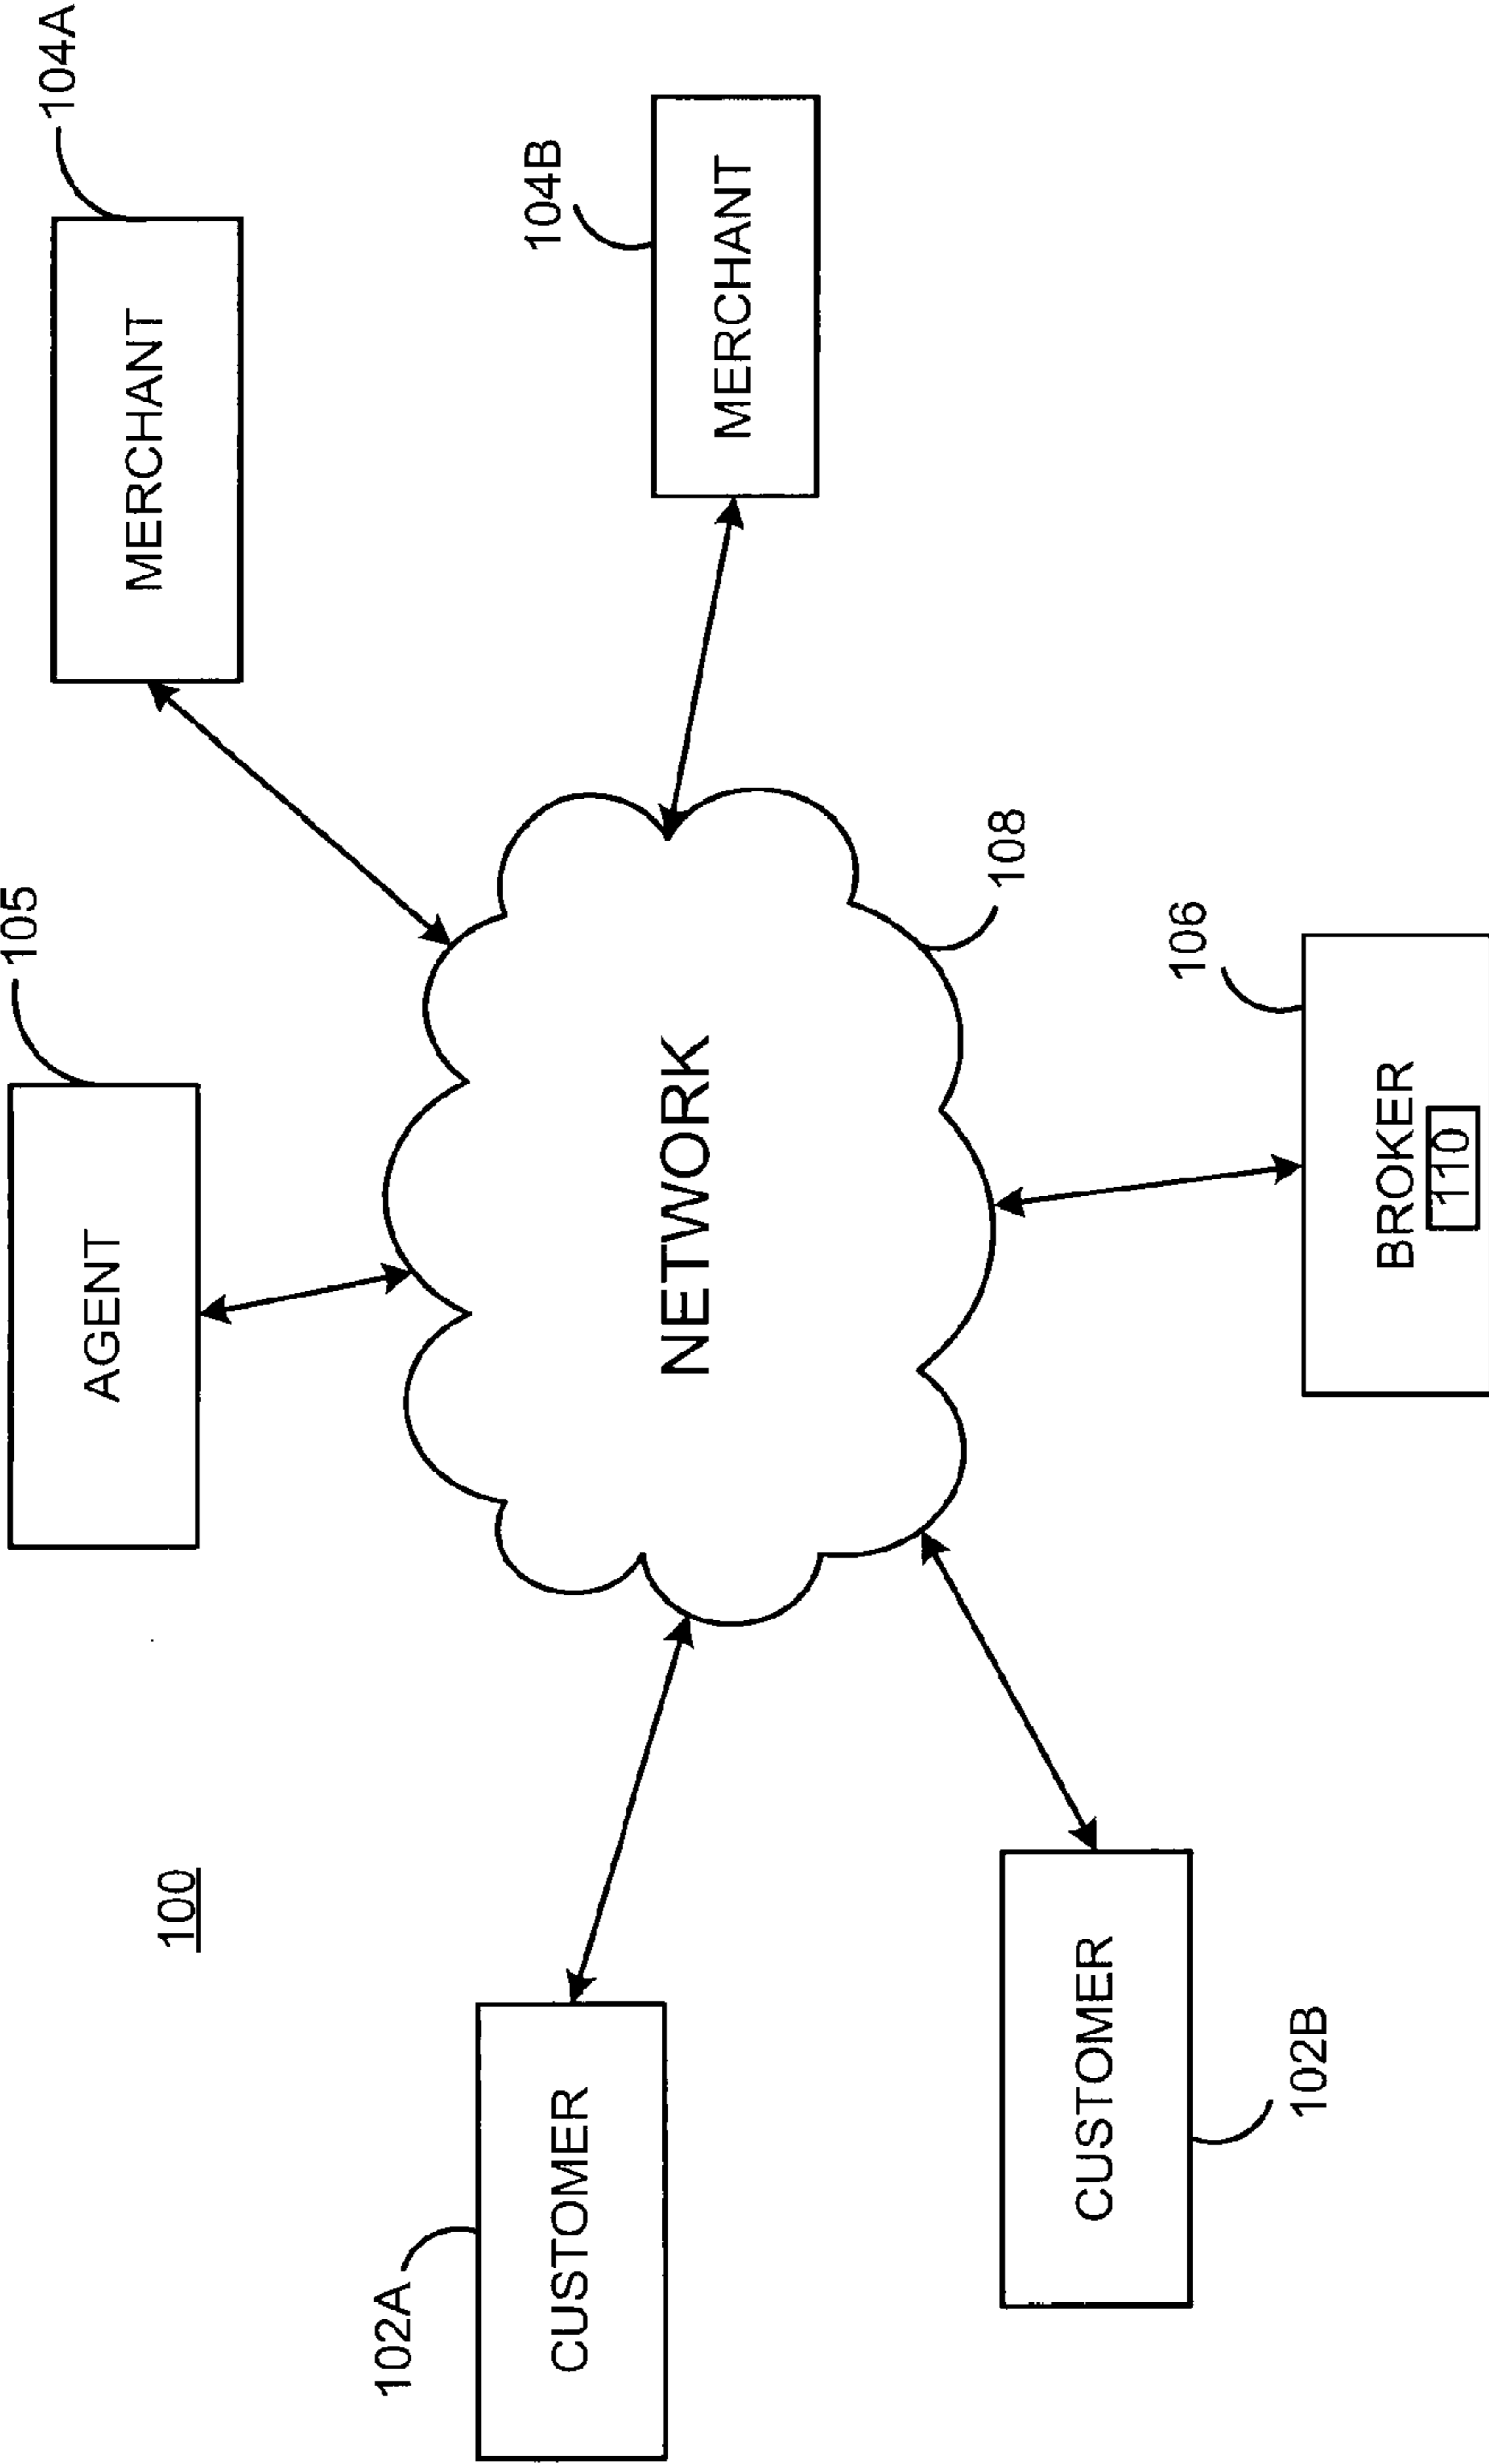 100
105
AGENT
104A
MERCHANT
102A
CUSTOMER
NETWORK
104B
MERCHANT
108
102B
CUSTOMER
106
BROKER
110